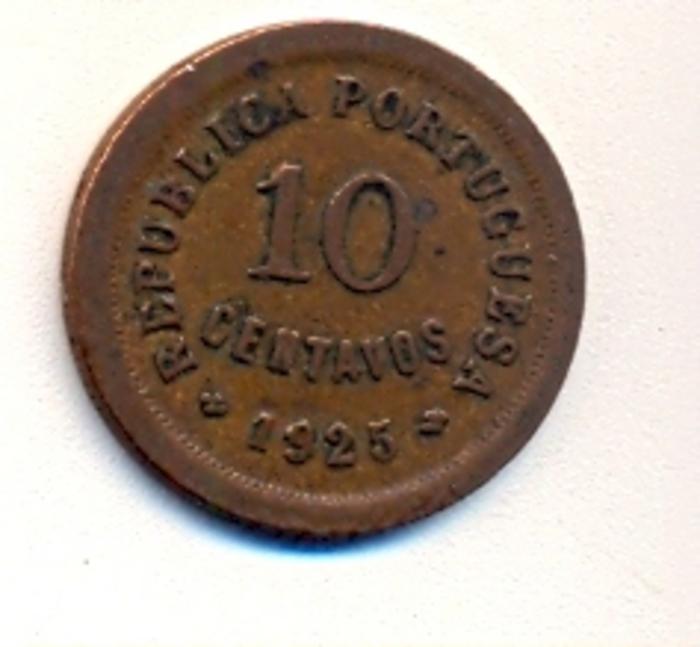 REPUBLICA PORTUGUESA
10
CENTAVOS
* 1925 *